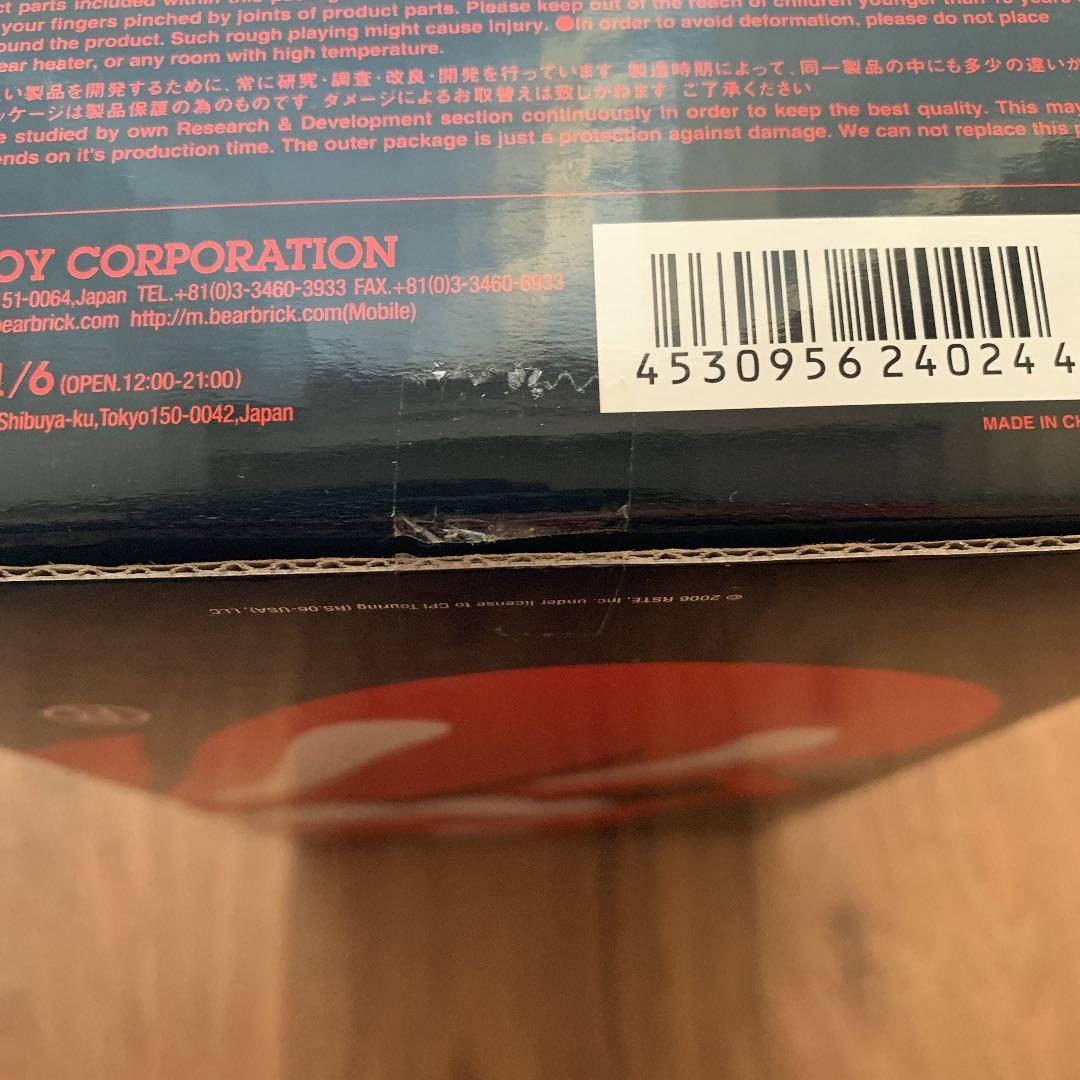 ct parts included within this
your fingers pinched by joints of product parts. Please keep out of the reach of children younger than 10 years
ound the product. Such rough playing might cause injury. ●In order to avoid deformation, please do not place
ear heater, or any room with high temperature.
い製品を開発するために、常に研究・調査・改良・開発を行っています。製造時期によって、同一製品の中にも多少の違いが
ッケージは製品保護の為のものです。ダメージによるお取替えは致しかねます。ご了承ください。
e studied by own Research & Development section continuously in order to keep the best quality. This may
ends on it's production time. The outer package is just a protection against damage. We can not replace this
OY CORPORATION
51-0064,Japan TEL.+81(0)3-3460-3933 FAX.+81(0)3-3460-6933
bearbrick.com http://m.bearbrick.com(Mobile)
/6 (OPEN.12:00-21:00)
Shibuya-ku,Tokyo150-0042,Japan
4530956240244
MADE IN CH
© 2006 RSTE, Inc. under license to CPI Touring (RS.06-USA), LLC